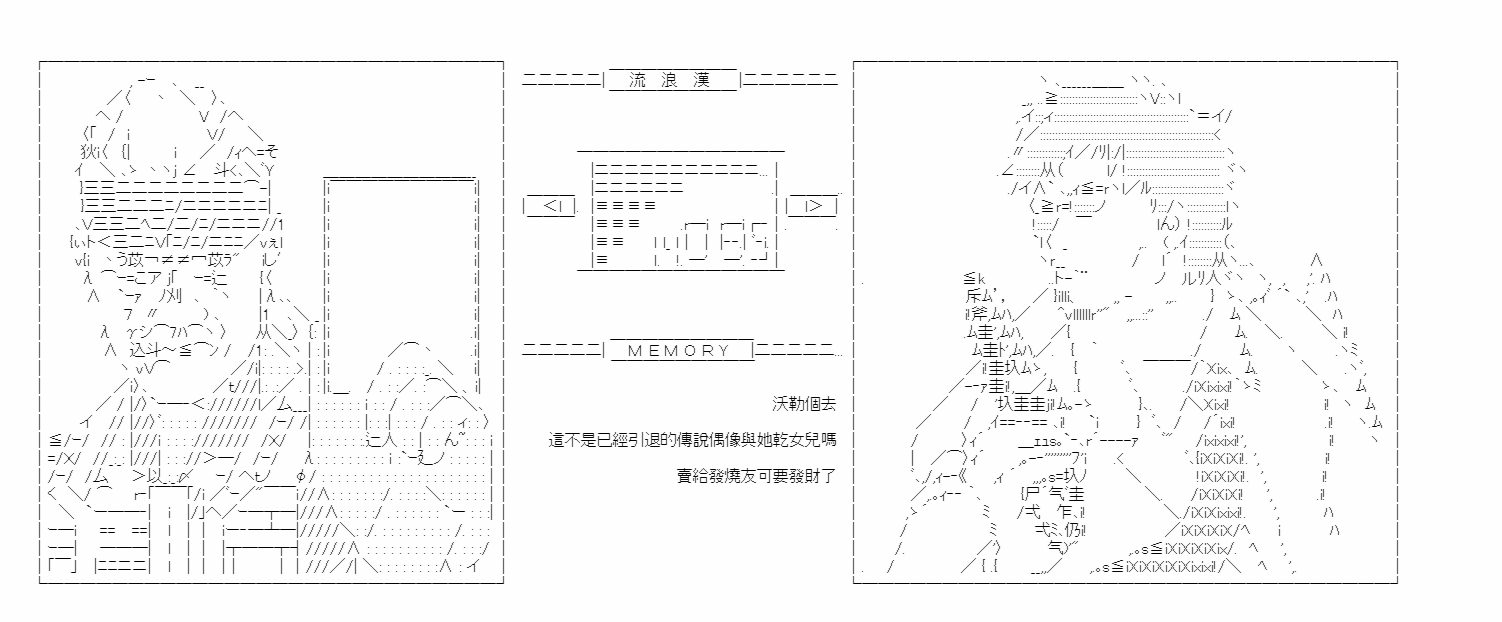 流 浪 漢
MEMORY
沃勒個去
這不是已經引退的傳說偶像與她乾女兒嗎
賣給發燒友可要發財了